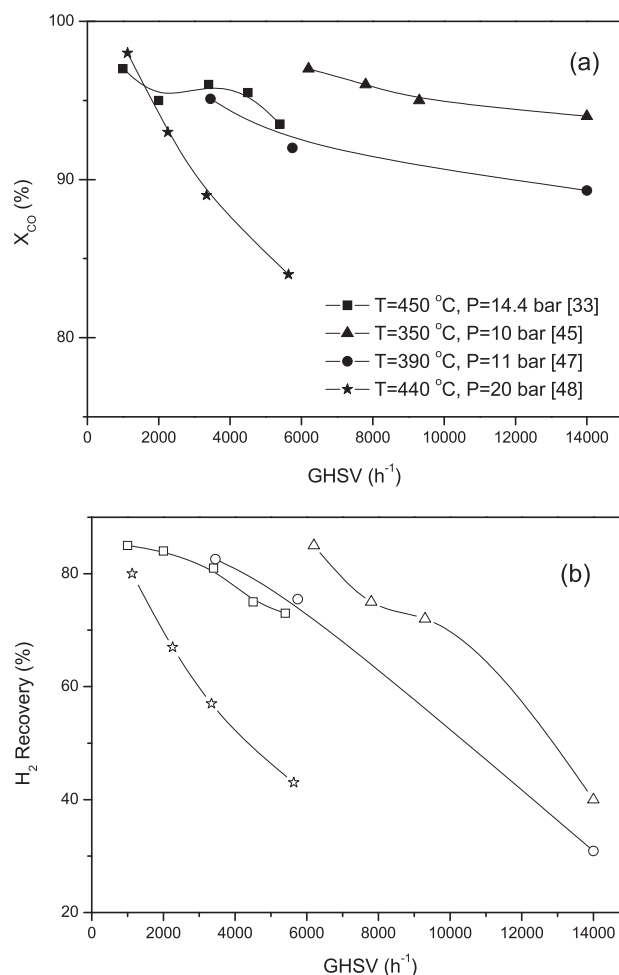 100
90
80
X_CO (%)
(a)
T=450 °C, P=14.4 bar [33]
T=350 °C, P=10 bar [45]
T=390 °C, P=11 bar [47]
T=440 °C, P=20 bar [48]
0 2000 4000 6000 8000 10000 12000 14000
GHSV (h⁻¹)
80
60
40
20
H₂ Recovery (%)
(b)
0 2000 4000 6000 8000 10000 12000 14000
GHSV (h⁻¹)